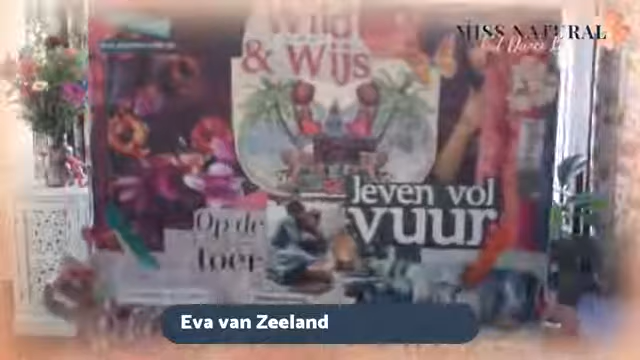 MISS NATURAL
Wild
& Wijs
leven vol
vuur
Op de
toer
Eva van Zeeland